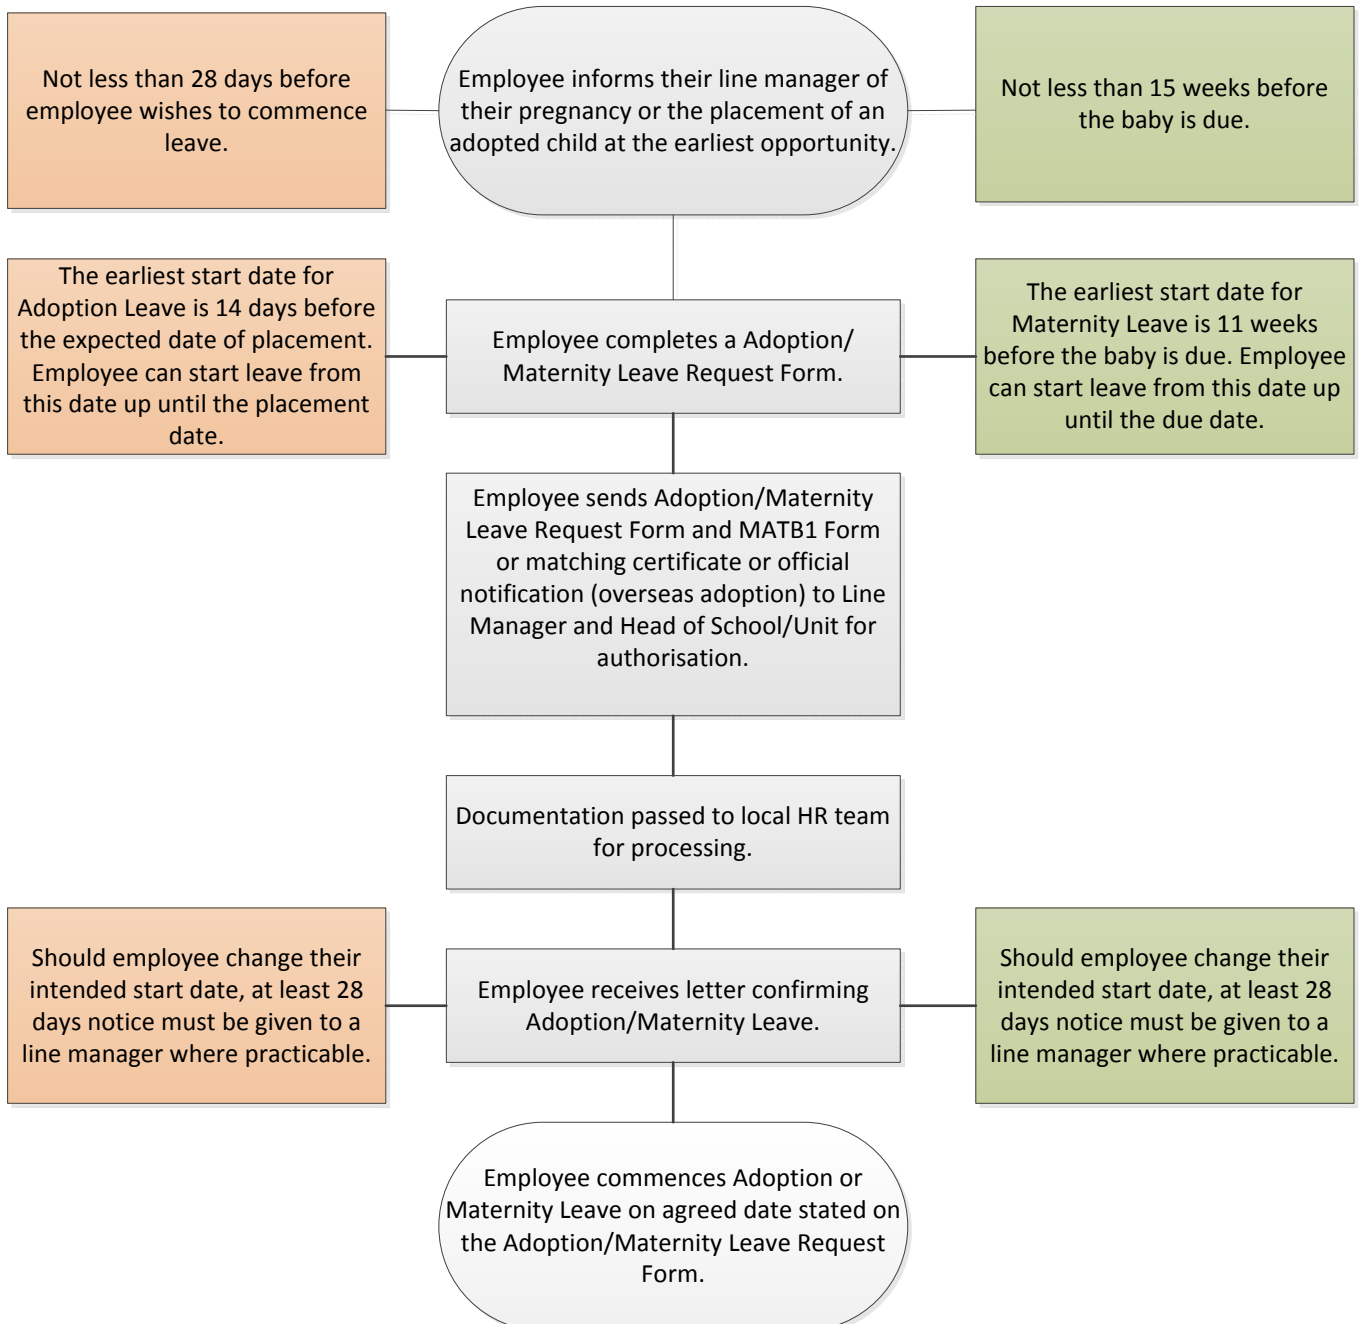 Not less than 28 days before
employee wishes to commence
leave.
Employee informs their line manager of
their pregnancy or the placement of an
adopted child at the earliest opportunity.
Not less than 15 weeks before
the baby is due.
The earliest start date for
Adoption Leave is 14 days before
the expected date of placement.
Employee can start leave from
this date up until the placement
date.
Employee completes a Adoption/
Maternity Leave Request Form.
The earliest start date for
Maternity Leave is 11 weeks
before the baby is due. Employee
can start leave from this date up
until the due date.
Employee sends Adoption/Maternity
Leave Request Form and MATB1 Form
or matching certificate or official
notification (overseas adoption) to Line
Manager and Head of School/Unit for
authorisation.
Documentation passed to local HR team
for processing.
Should employee change their
intended start date, at least 28
days notice must be given to a
line manager where practicable.
Employee receives letter confirming
Adoption/Maternity Leave.
Should employee change their
intended start date, at least 28
days notice must be given to a
line manager where practicable.
Employee commences Adoption or
Maternity Leave on agreed date stated on
the Adoption/Maternity Leave Request
Form.